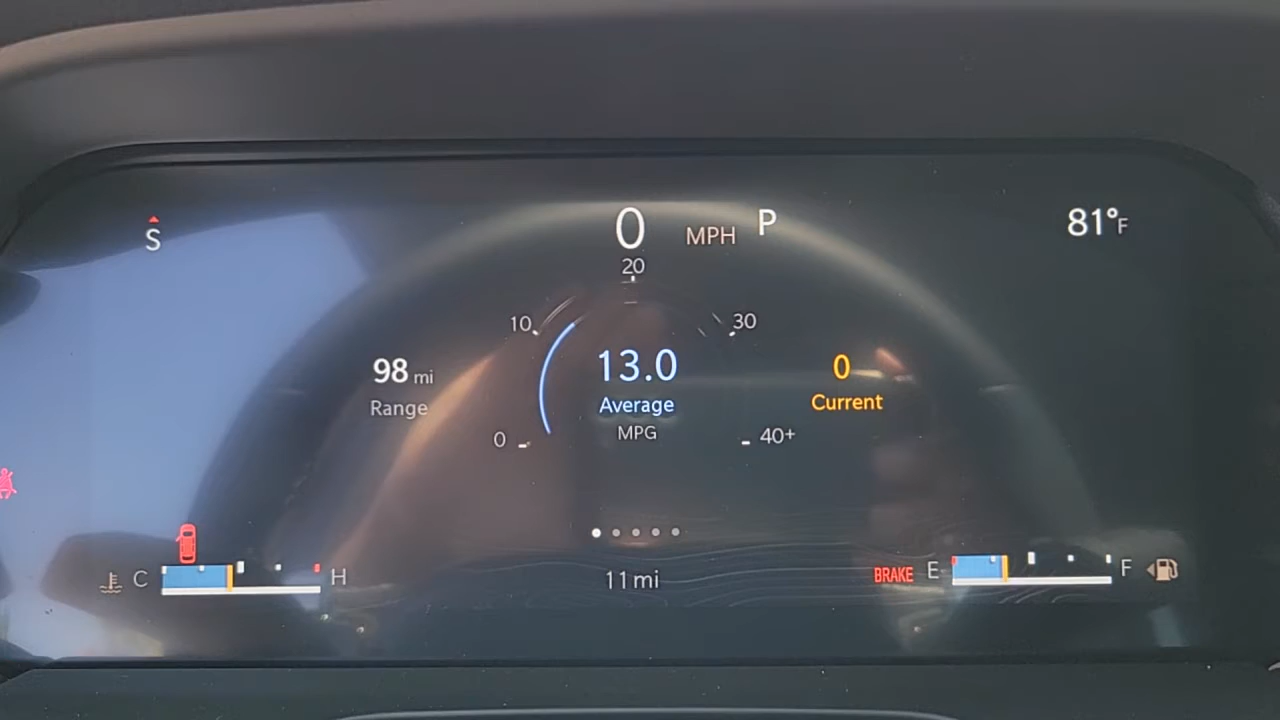 S
0 MPH P
81°F
20
10
30
98 mi
Range
13.0
Average
MPG
0
Current
0
40+
C
H
11 mi
BRAKE
E
F